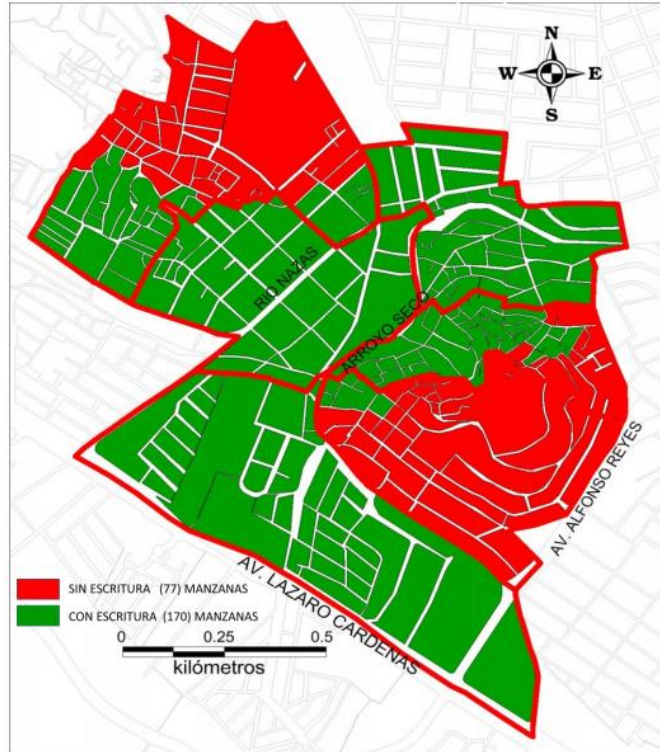 N
W E
S
RIO NAZAS
ARROYO SECO
AV. ALFONSO REYES
AV. LAZARO CARDENAS
SIN ESCRITURA (77) MANZANAS
CON ESCRITURA (170) MANZANAS
0 0.25 0.5
kilómetros